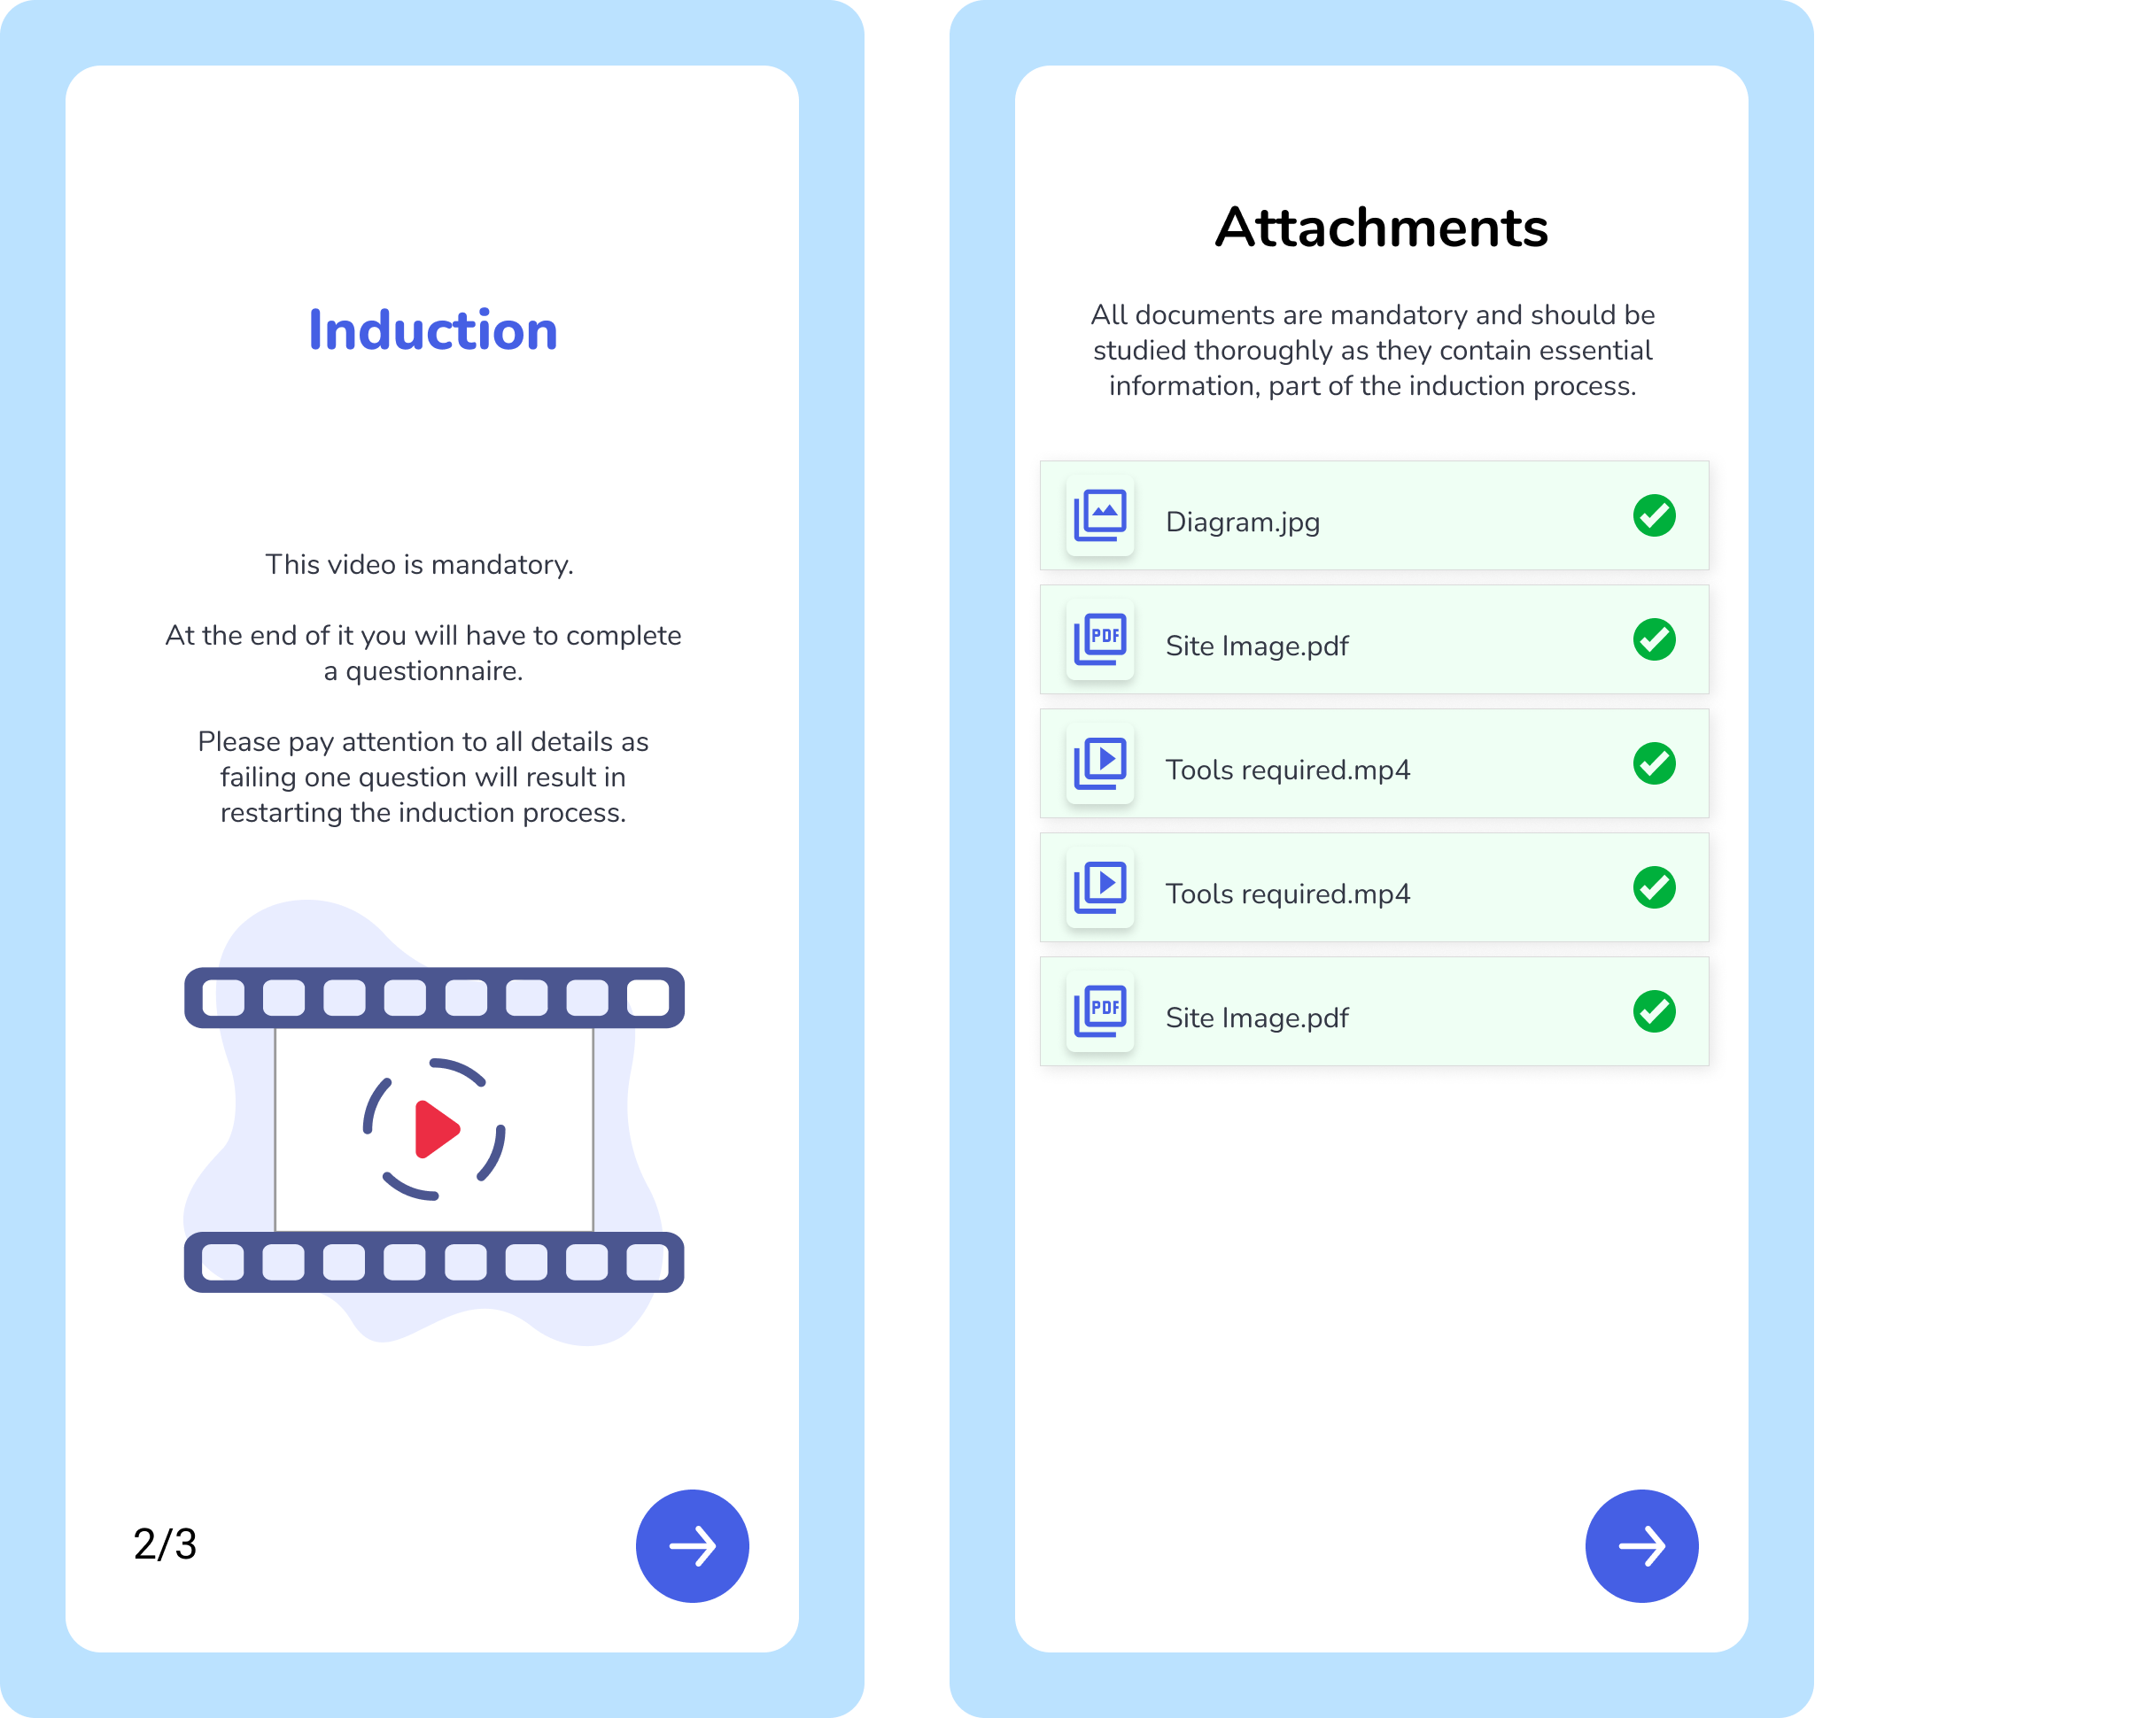 Induction
This video is mandatory.
At the end of it you will have to complete
a questionnaire.
Please pay attention to all details as
failing one question will result in
restarting the induction process.
2/3
Attachments
All documents are mandatory and should be
studied thoroughly as they contain essential
information, part of the induction process.
Diagram.jpg
PDF
Site Image.pdf
Tools required.mp4
Tools required.mp4
PDF
Site Image.pdf